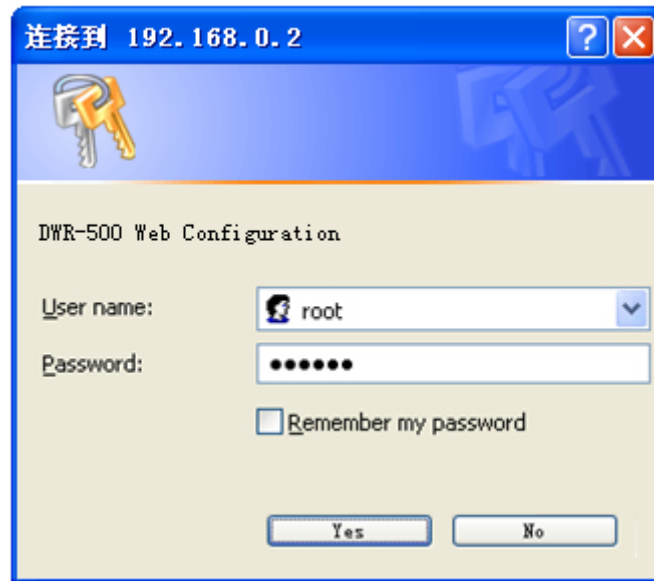 连接到 192.168.0.2
DWR-500 Web Configuration
User name:
root
Password:
●●●●●●
Remember my password
Yes
No